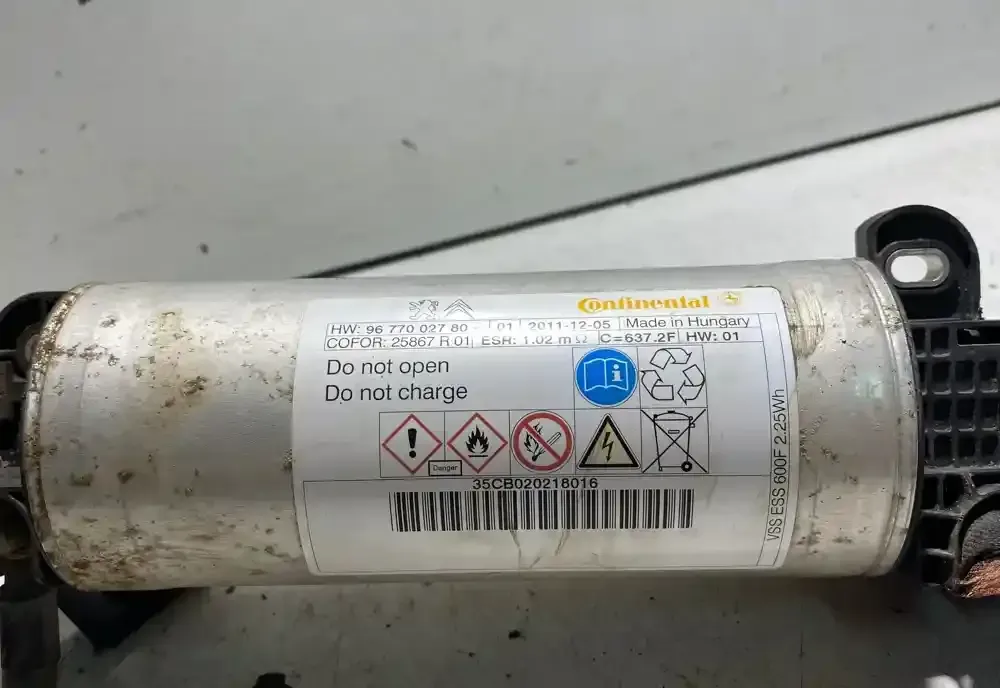 Continental
HW: 96 770 027 80 - 01 2011-12-05 Made in Hungary
COFOR: 25867 R 01 ESR: 1.02 mΩ C=637.2F HW: 01
Do not open
Do not charge
Danger
35CB020218016
VSS ESS 600F 2.25Wh